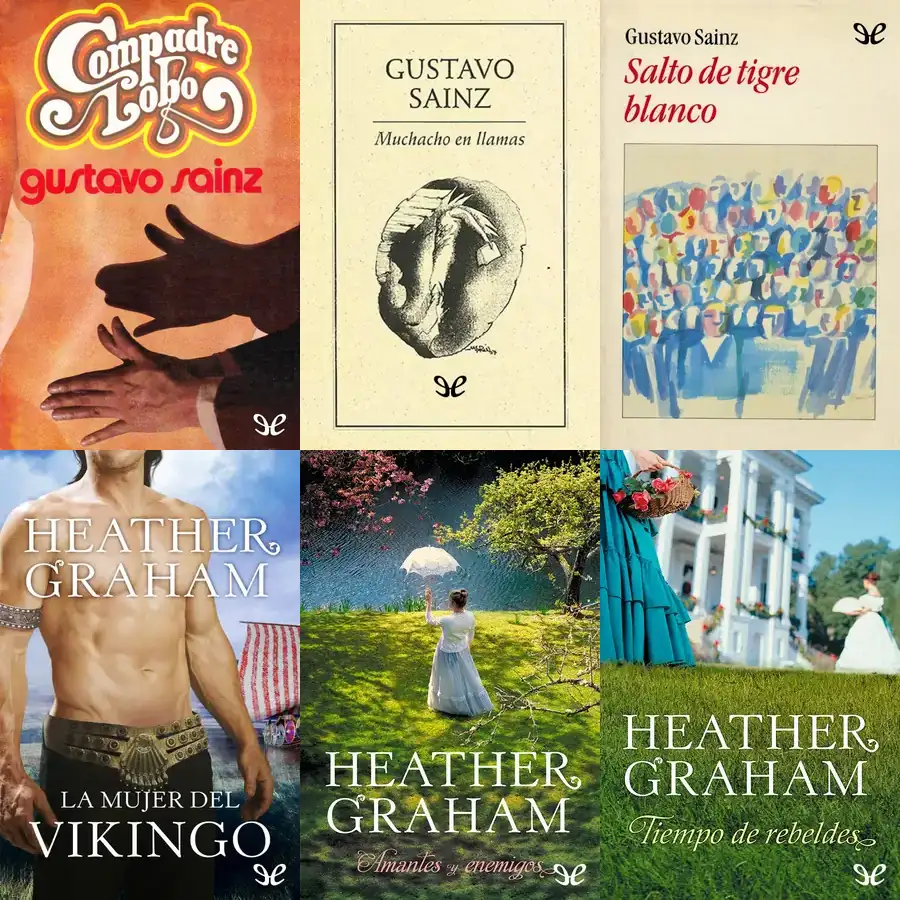 Compadre
Lobo
gustavo sainz
GUSTAVO
SAINZ
Muchacho en llamas
Gustavo Sainz
Salto de tigre
blanco
HEATHER
GRAHAM
LA MUJER DEL
VIKINGO
HEATHER
GRAHAM
Amantes y enemigos
HEATHER
GRAHAM
Tiempo de rebeldes